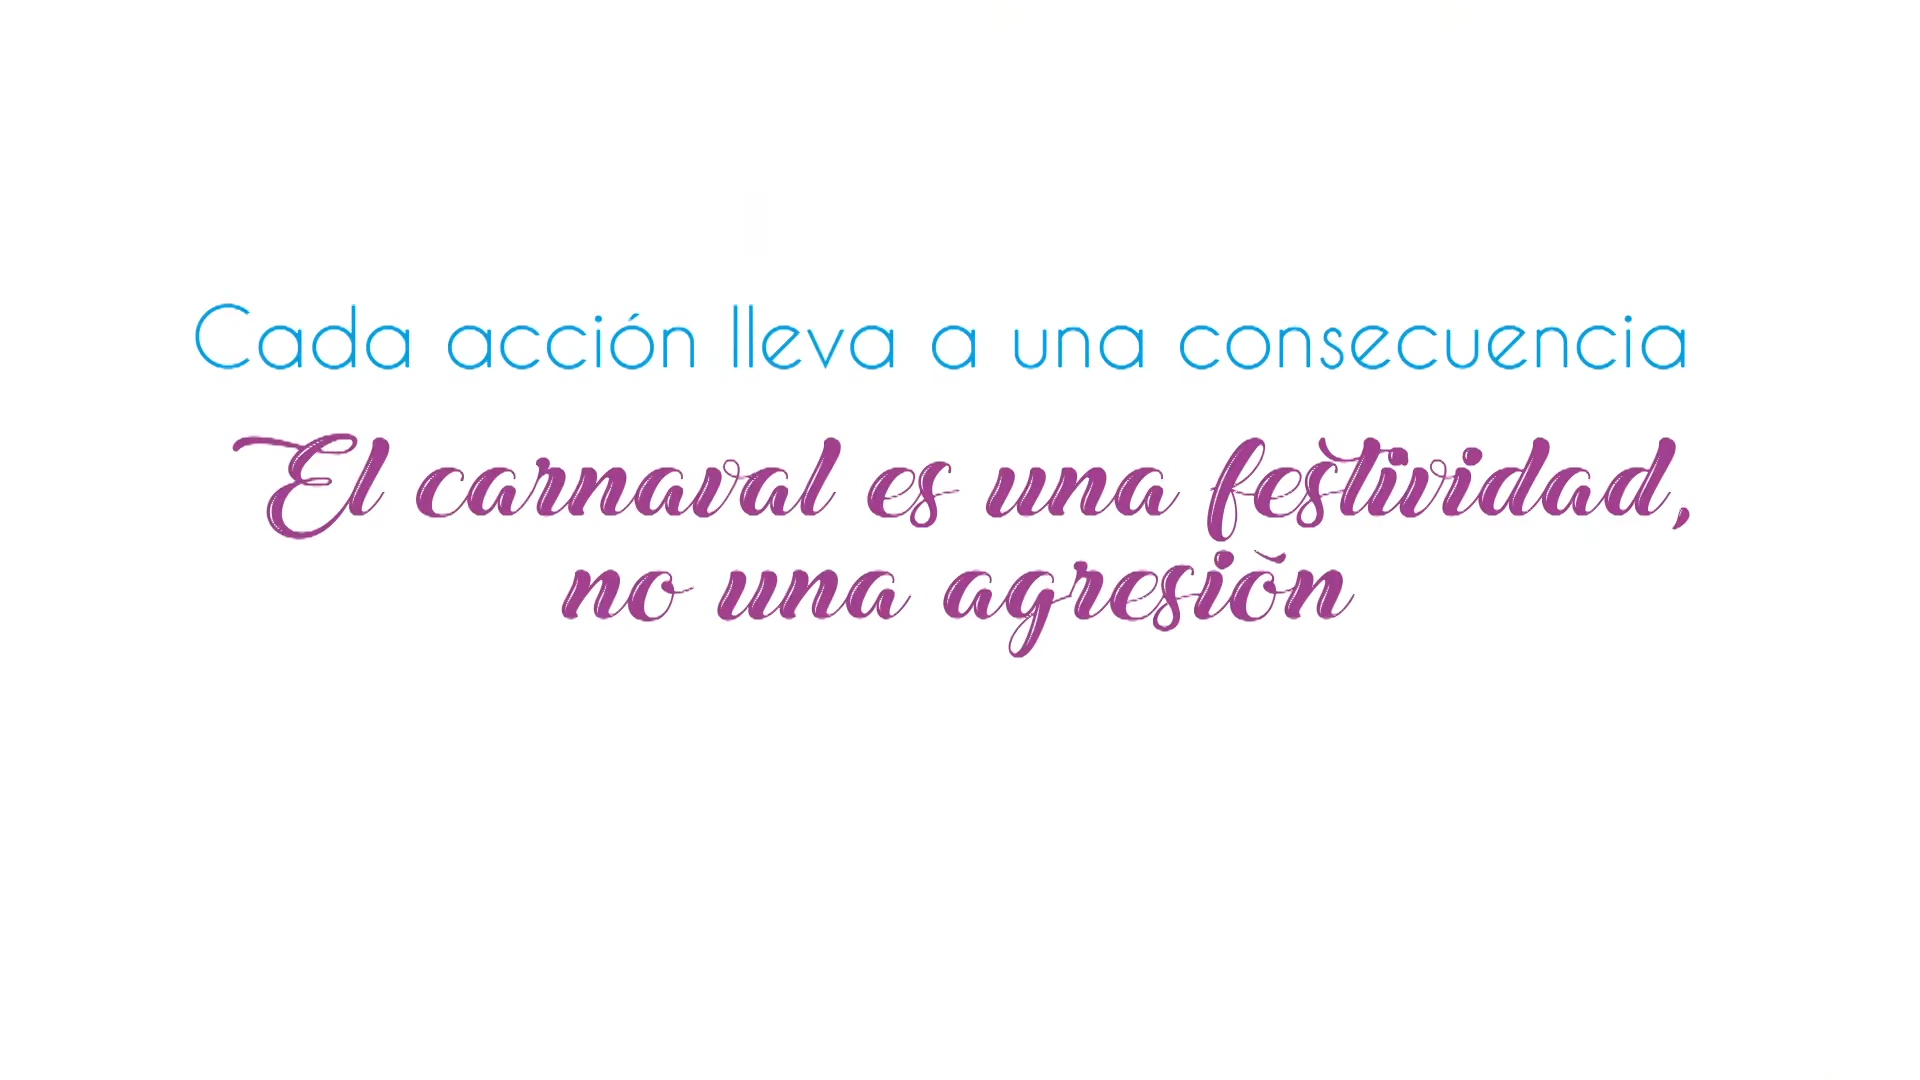 Cada acción lleva a una consecuencia
El carnaval es una festividad,
no una agresión